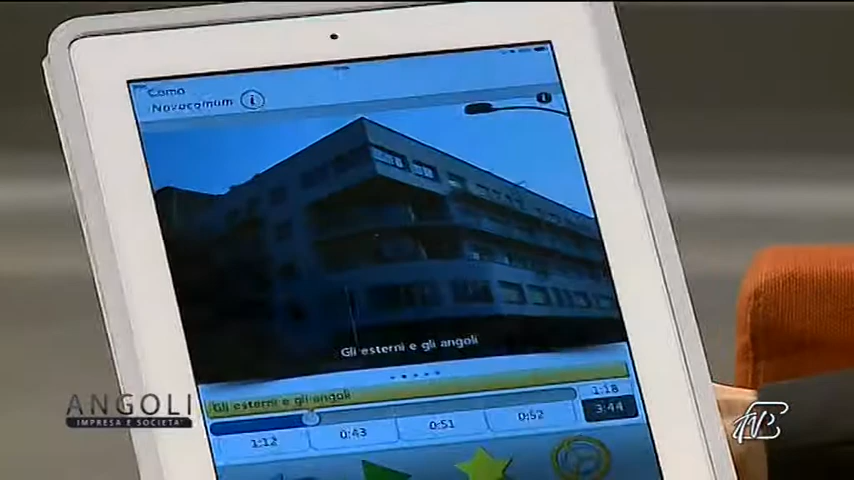 Como
Novocomum i
i
Gli esterni e gli angoli
Gli esterni e gli angoli
1:18
1:12 0:43 0:51 0:52 3:44
ANGOLI
IMPRESA E SOCIETA'